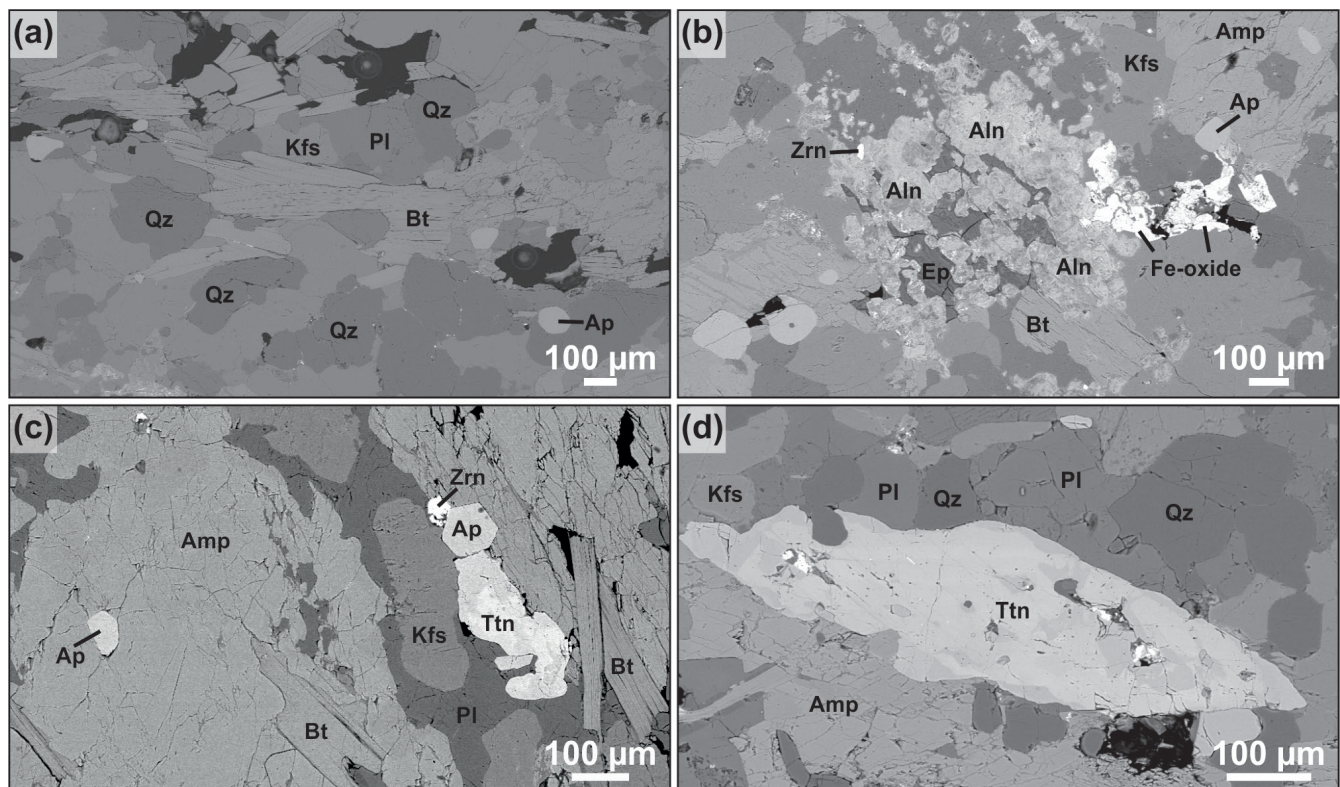 (a)
Qz
Kfs
Pl
Qz
Bt
Qz
Qz
Ap
100 µm
(b)
Amp
Kfs
Ap
Aln
Zrn
Aln
Ep
Aln
Fe-oxide
Bt
100 µm
(c)
Zrn
Ap
Amp
Ttn
Kfs
Ap
Bt
Pl
Bt
100 µm
(d)
Kfs
Pl
Qz
Pl
Qz
Ttn
Amp
100 µm